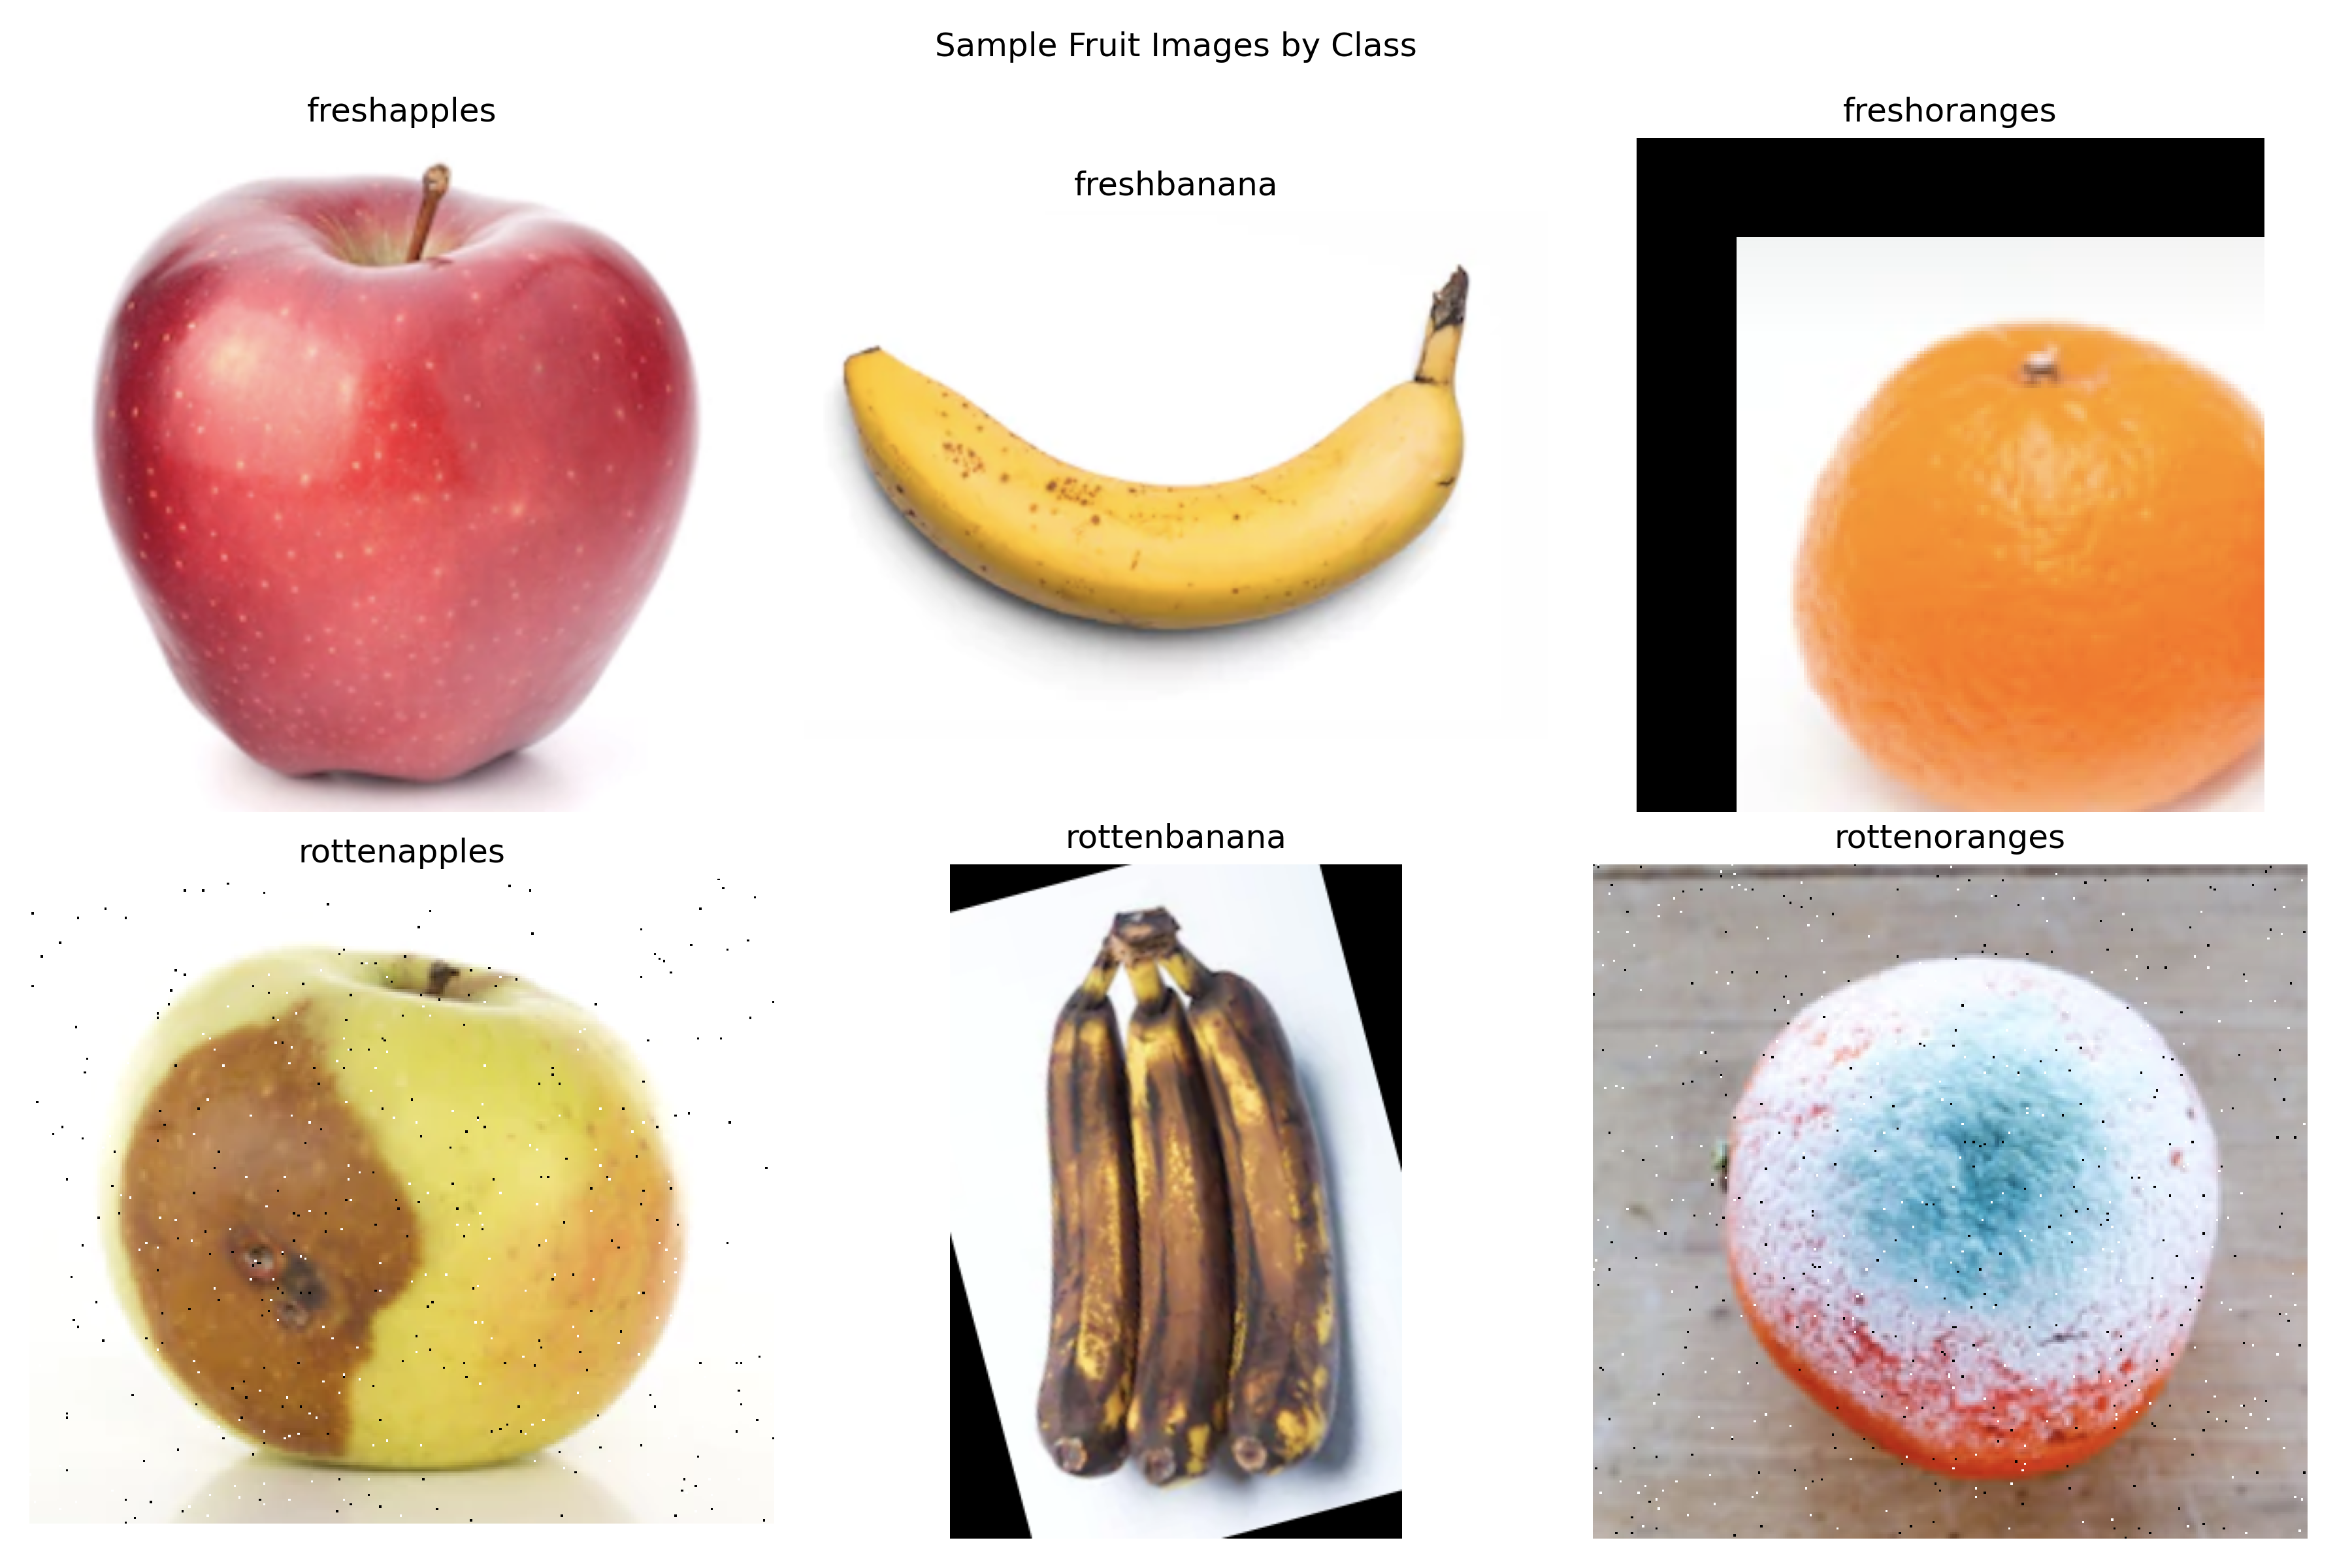 Sample Fruit Images by Class
freshapples
freshbanana
freshoranges
rottenapples
rottenbanana
rottenoranges